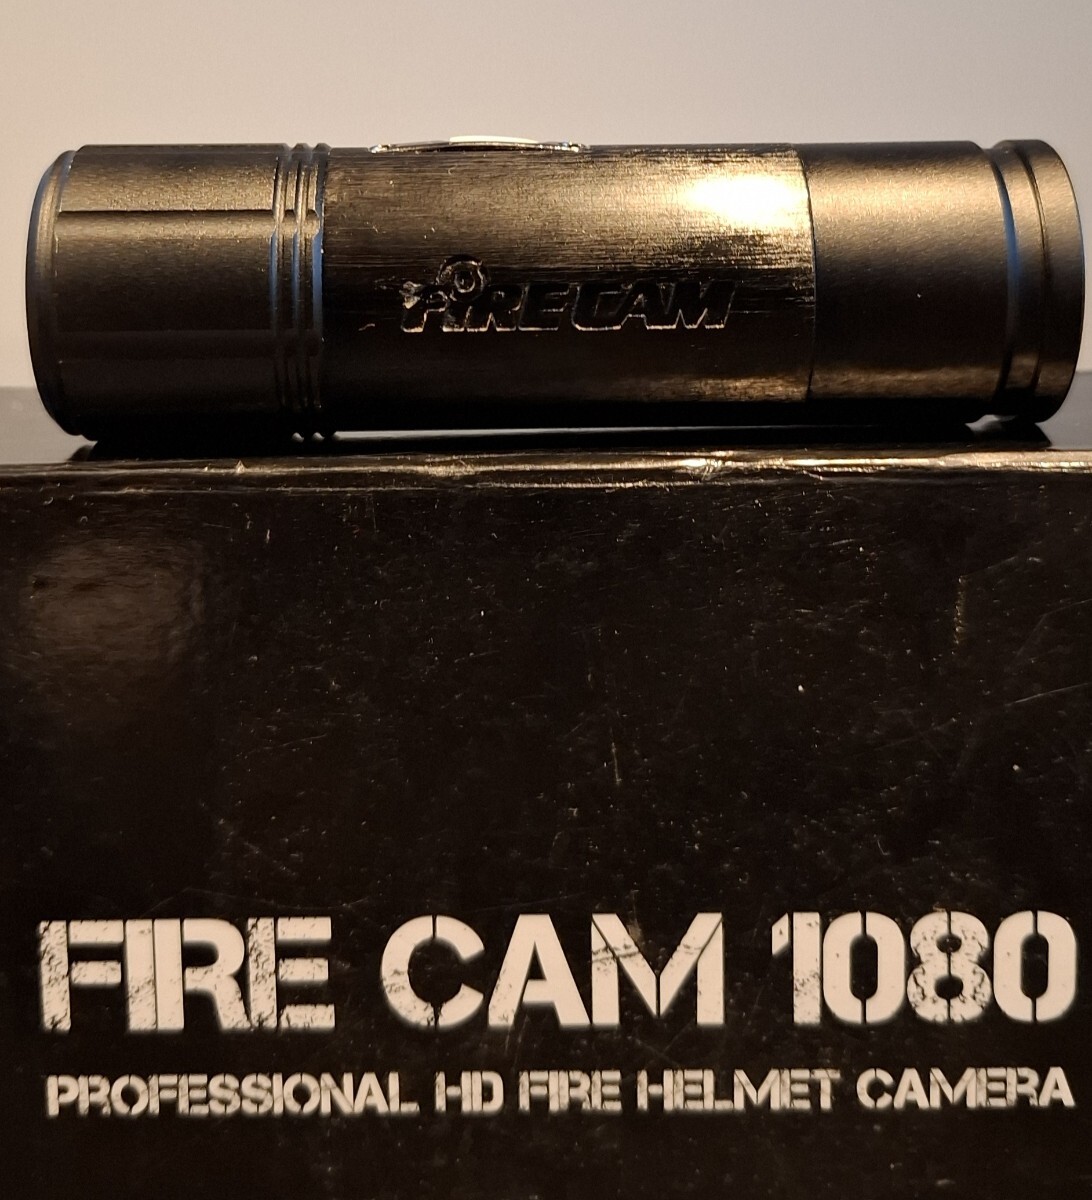 FIRECAM
FIRE CAM 1080
PROFESSIONAL HD FIRE HELMET CAMERA